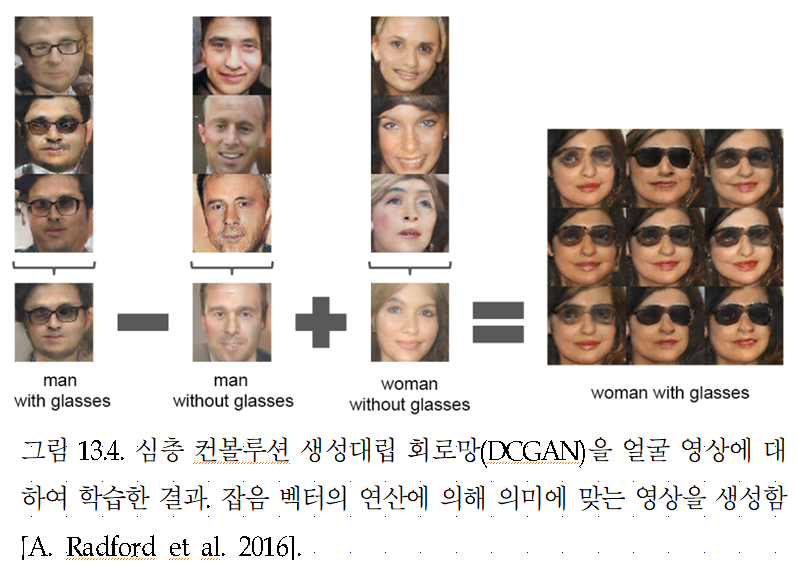 man
with glasses
man
without glasses
woman
without glasses
woman with glasses
그림 13.4. 심층 컨볼루션 생성대립 회로망(DCGAN)을 얼굴 영상에 대
하여 학습한 결과. 잡음 벡터의 연산에 의해 의미에 맞는 영상을 생성함
[A. Radford et al. 2016].